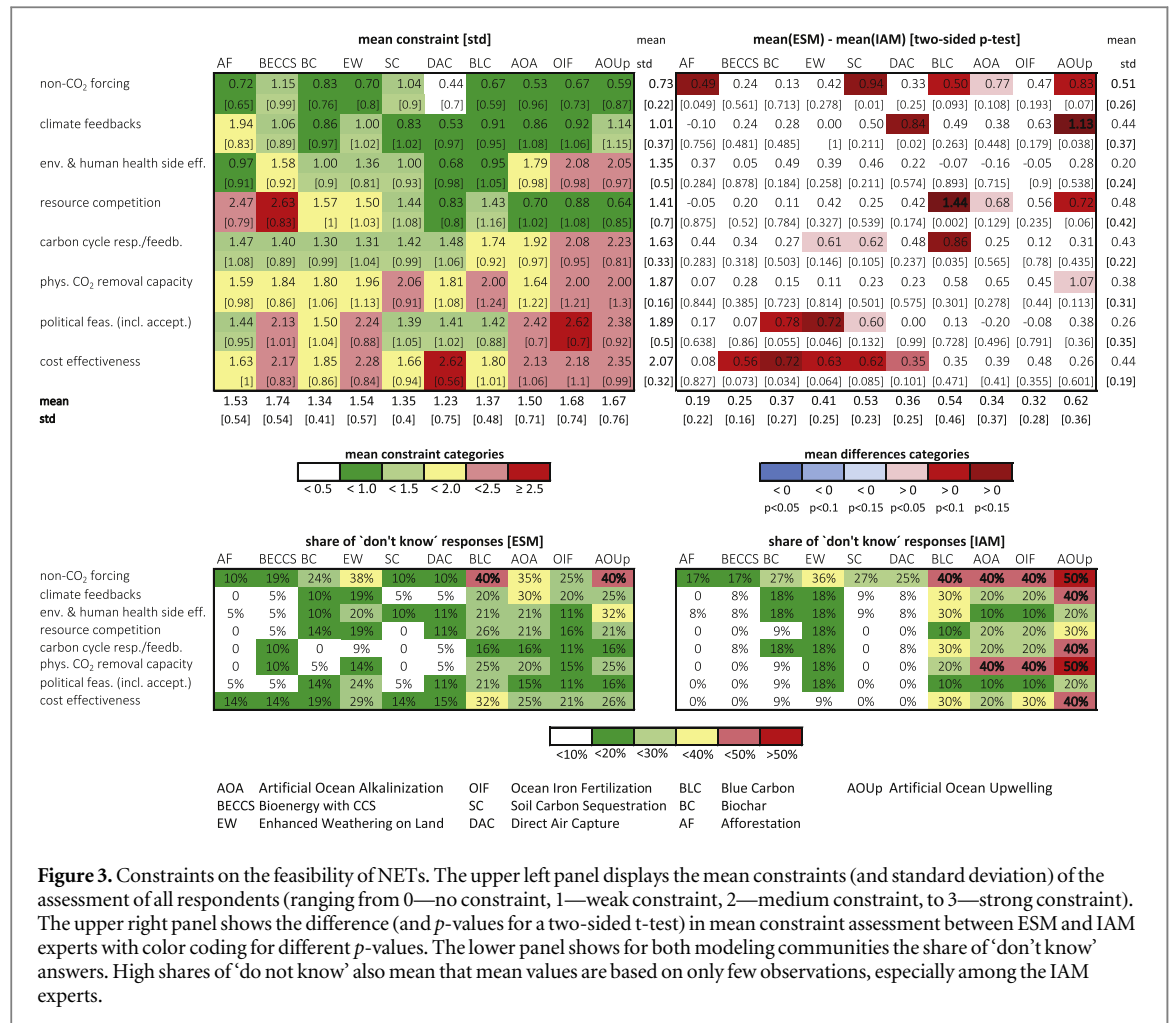 mean constraint [std] mean mean(ESM) - mean(IAM) [two-sided p-test] mean
AF BECCS BC EW SC DAC BLC AOA OIF AOUp std AF BECCS BC EW SC DAC BLC AOA OIF AOUp std
non-CO₂ forcing 0.72 1.15 0.83 0.70 1.04 0.44 0.67 0.53 0.67 0.59 0.73 0.49 0.24 0.13 0.42 0.94 0.33 0.50 0.77 0.47 0.83 0.51
[0.65] [0.99] [0.76] [0.8] [0.9] [0.7] [0.59] [0.96] [0.73] [0.87] [0.22] [0.049] [0.561] [0.713] [0.278] [0.01] [0.25] [0.093] [0.108] [0.193] [0.07] [0.26]
climate feedbacks 1.94 1.06 0.86 1.00 0.83 0.53 0.91 0.86 0.92 1.14 1.01 -0.10 0.24 0.28 0.00 0.50 0.84 0.49 0.38 0.63 1.13 0.44
[0.83] [0.89] [0.97] [1.02] [1.02] [0.97] [0.95] [1.08] [1.06] [1.15] [0.37] [0.756] [0.481] [0.485] [1] [0.211] [0.02] [0.263] [0.448] [0.179] [0.038] [0.37]
env. & human health side eff. 0.97 1.58 1.00 1.36 1.00 0.68 0.95 1.79 2.08 2.05 1.35 0.37 0.05 0.49 0.39 0.46 0.22 -0.07 -0.16 -0.05 0.28 0.20
[0.91] [0.92] [0.9] [0.81] [0.93] [0.98] [1.05] [0.98] [0.98] [0.97] [0.5] [0.284] [0.878] [0.184] [0.258] [0.211] [0.574] [0.893] [0.715] [0.9] [0.538] [0.24]
resource competition 2.47 2.63 1.57 1.50 1.44 0.83 1.43 0.70 0.88 0.64 1.41 -0.05 0.20 0.11 0.42 0.25 0.42 1.44 0.68 0.56 0.72 0.48
[0.79] [0.83] [1] [1.03] [1.08] [0.8] [1.16] [1.02] [1.08] [0.85] [0.7] [0.875] [0.52] [0.784] [0.327] [0.539] [0.174] [0.002] [0.129] [0.135] [0.06] [0.42]
carbon cycle resp./feedb. 1.47 1.40 1.30 1.31 1.42 1.48 1.74 1.92 2.08 2.23 1.63 0.44 0.34 0.27 0.61 0.62 0.48 0.86 0.25 0.12 0.31 0.43
[1.08] [0.89] [0.99] [1.04] [0.99] [1.06] [0.92] [0.97] [0.95] [0.81] [0.33] [0.283] [0.318] [0.503] [0.146] [0.105] [0.237] [0.035] [0.565] [0.78] [0.435] [0.22]
phys. CO₂ removal capacity 1.59 1.84 1.80 1.96 2.06 1.81 2.00 1.64 2.00 2.00 1.87 0.07 0.28 0.15 0.11 0.23 0.23 0.58 0.65 0.45 1.07 0.38
[0.98] [0.86] [1.06] [1.13] [0.91] [1.08] [1.24] [1.22] [1.21] [1.3] [0.16] [0.844] [0.385] [0.723] [0.814] [0.501] [0.575] [0.301] [0.278] [0.44] [0.113] [0.31]
political feas. (incl. accept.) 1.44 2.13 1.50 2.24 1.39 1.41 1.42 2.42 2.62 2.38 1.89 0.17 0.07 0.78 0.72 0.60 0.00 0.13 -0.20 -0.08 0.38 0.26
[0.95] [1.01] [1.04] [0.88] [1.05] [1.02] [0.88] [0.7] [0.7] [0.92] [0.5] [0.638] [0.86] [0.055] [0.046] [0.131] [0.99] [0.728] [0.496] [0.791] [0.36] [0.35]
cost effectiveness 1.63 2.17 1.85 2.28 1.66 2.62 1.80 2.13 2.18 2.35 2.07 0.08 0.56 0.72 0.63 0.62 0.35 0.35 0.39 0.48 0.26 0.44
[1] [0.83] [0.86] [0.84] [0.94] [0.56] [1.01] [1.06] [1.1] [0.99] [0.32] [0.827] [0.073] [0.034] [0.064] [0.085] [0.101] [0.471] [0.41] [0.355] [0.601] [0.19]
mean 1.53 1.74 1.34 1.54 1.35 1.23 1.37 1.50 1.68 1.67 0.19 0.25 0.37 0.41 0.53 0.36 0.54 0.34 0.32 0.62
std [0.54] [0.54] [0.41] [0.57] [0.4] [0.75] [0.48] [0.71] [0.74] [0.76] [0.22] [0.16] [0.27] [0.25] [0.23] [0.25] [0.46] [0.37] [0.28] [0.36]
mean constraint categories mean differences categories
< 0.5 < 1.0 < 1.5 < 2.0 <2.5 ≥ 2.5 < 0 < 0 < 0 > 0 > 0 > 0
p<0.05 p<0.1 p<0.15 p<0.05 p<0.1 p<0.15
share of `don't know´ responses [ESM] share of `don't know´ responses [IAM]
AF BECCS BC EW SC DAC BLC AOA OIF AOUp AF BECCS BC EW SC DAC BLC AOA OIF AOUp
non-CO₂ forcing 10% 19% 24% 38% 10% 10% 40% 35% 25% 40% 17% 17% 27% 36% 27% 25% 40% 40% 40% 50%
climate feedbacks 0 5% 10% 19% 5% 5% 20% 30% 20% 25% 0 8% 18% 18% 9% 8% 30% 20% 20% 40%
env. & human health side eff. 5% 5% 10% 20% 10% 11% 21% 21% 11% 32% 8% 8% 18% 18% 9% 8% 30% 10% 10% 20%
resource competition 0 5% 14% 19% 0 11% 26% 21% 16% 21% 0 0% 9% 18% 0% 0% 10% 20% 20% 30%
carbon cycle resp./feedb. 0 10% 0 9% 0 5% 16% 16% 11% 16% 0 8% 18% 18% 0 8% 30% 20% 20% 40%
phys. CO₂ removal capacity 0 10% 5% 14% 0 5% 25% 20% 15% 25% 0 0% 9% 18% 0% 0% 20% 40% 40% 50%
political feas. (incl. accept.) 5% 5% 14% 24% 5% 11% 21% 15% 11% 16% 0% 0% 0% 18% 0% 0% 10% 10% 10% 20%
cost effectiveness 14% 14% 19% 29% 14% 15% 32% 25% 21% 26% 0% 0% 9% 9% 0% 0% 30% 20% 30% 40%
<10% <20% <30% <40% <50% >50%
AOA Artificial Ocean Alkalinization OIF Ocean Iron Fertilization BLC Blue Carbon AOUp Artificial Ocean Upwelling
BECCS Bioenergy with CCS SC Soil Carbon Sequestration BC Biochar
EW Enhanced Weathering on Land DAC Direct Air Capture AF Afforestation
Figure 3. Constraints on the feasibility of NETs. The upper left panel displays the mean constraints (and standard deviation) of the
assessment of all respondents (ranging from 0—no constraint, 1—weak constraint, 2—medium constraint, to 3—strong constraint).
The upper right panel shows the difference (and p-values for a two-sided t-test) in mean constraint assessment between ESM and IAM
experts with color coding for different p-values. The lower panel shows for both modeling communities the share of ‘don’t know’
answers. High shares of ‘do not know’ also mean that mean values are based on only few observations, especially among the IAM
experts.